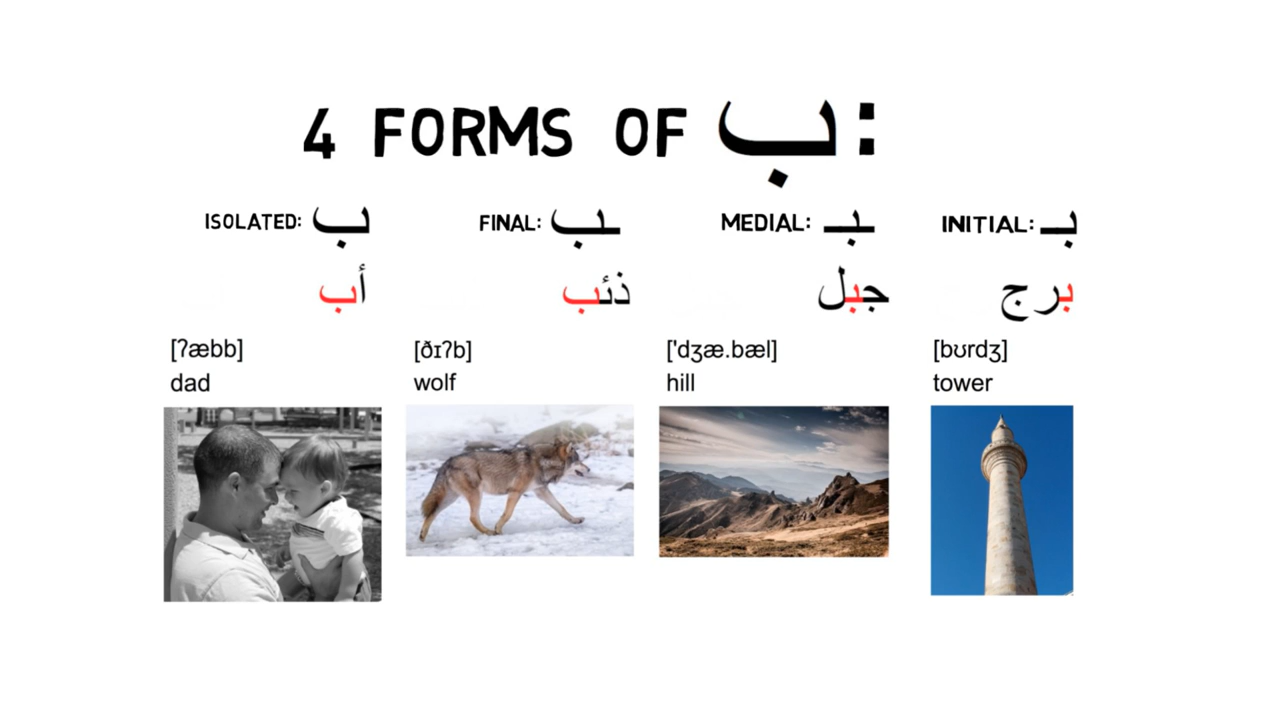 4 FORMS OF ب:
ISOLATED: ب
أب
[ʔæbb]
dad
FINAL: ـب
ذئب
[ðɪʔb]
wolf
MEDIAL: ـبـ
جبل
['dʒæ.bæl]
hill
INITIAL: بـ
برج
[bʊrdʒ]
tower